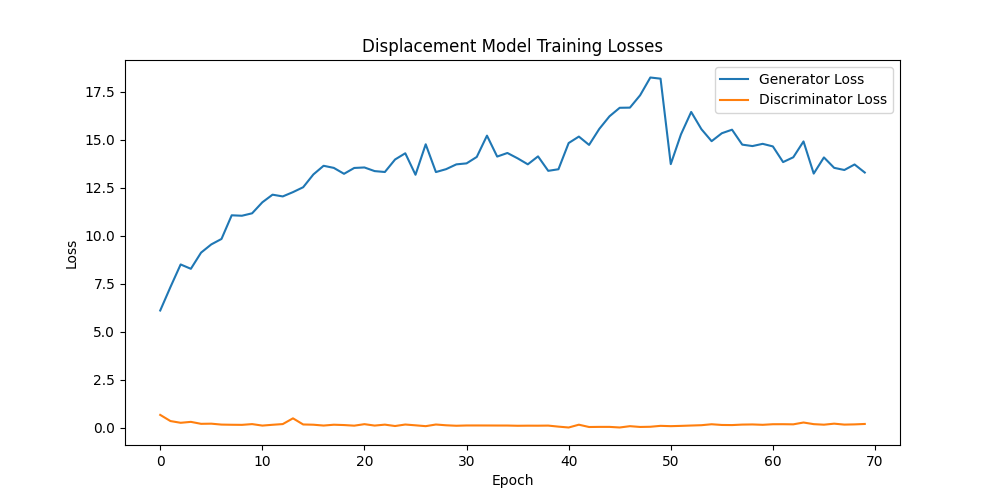 Displacement Model Training Losses
Generator Loss
Discriminator Loss
17.5
15.0
12.5
10.0
7.5
5.0
2.5
0.0
Loss
0 10 20 30 40 50 60 70
Epoch